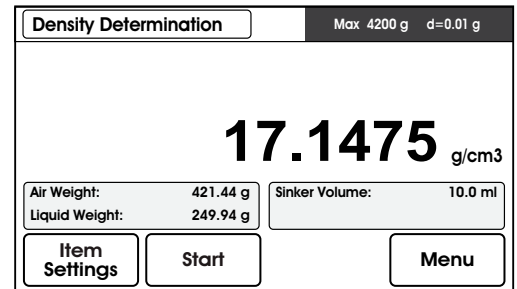 Density Determination Max 4200 g d=0.01 g
17.1475 g/cm3
Air Weight: 421.44 g Sinker Volume: 10.0 ml
Liquid Weight: 249.94 g
Item
Settings
Start
Menu